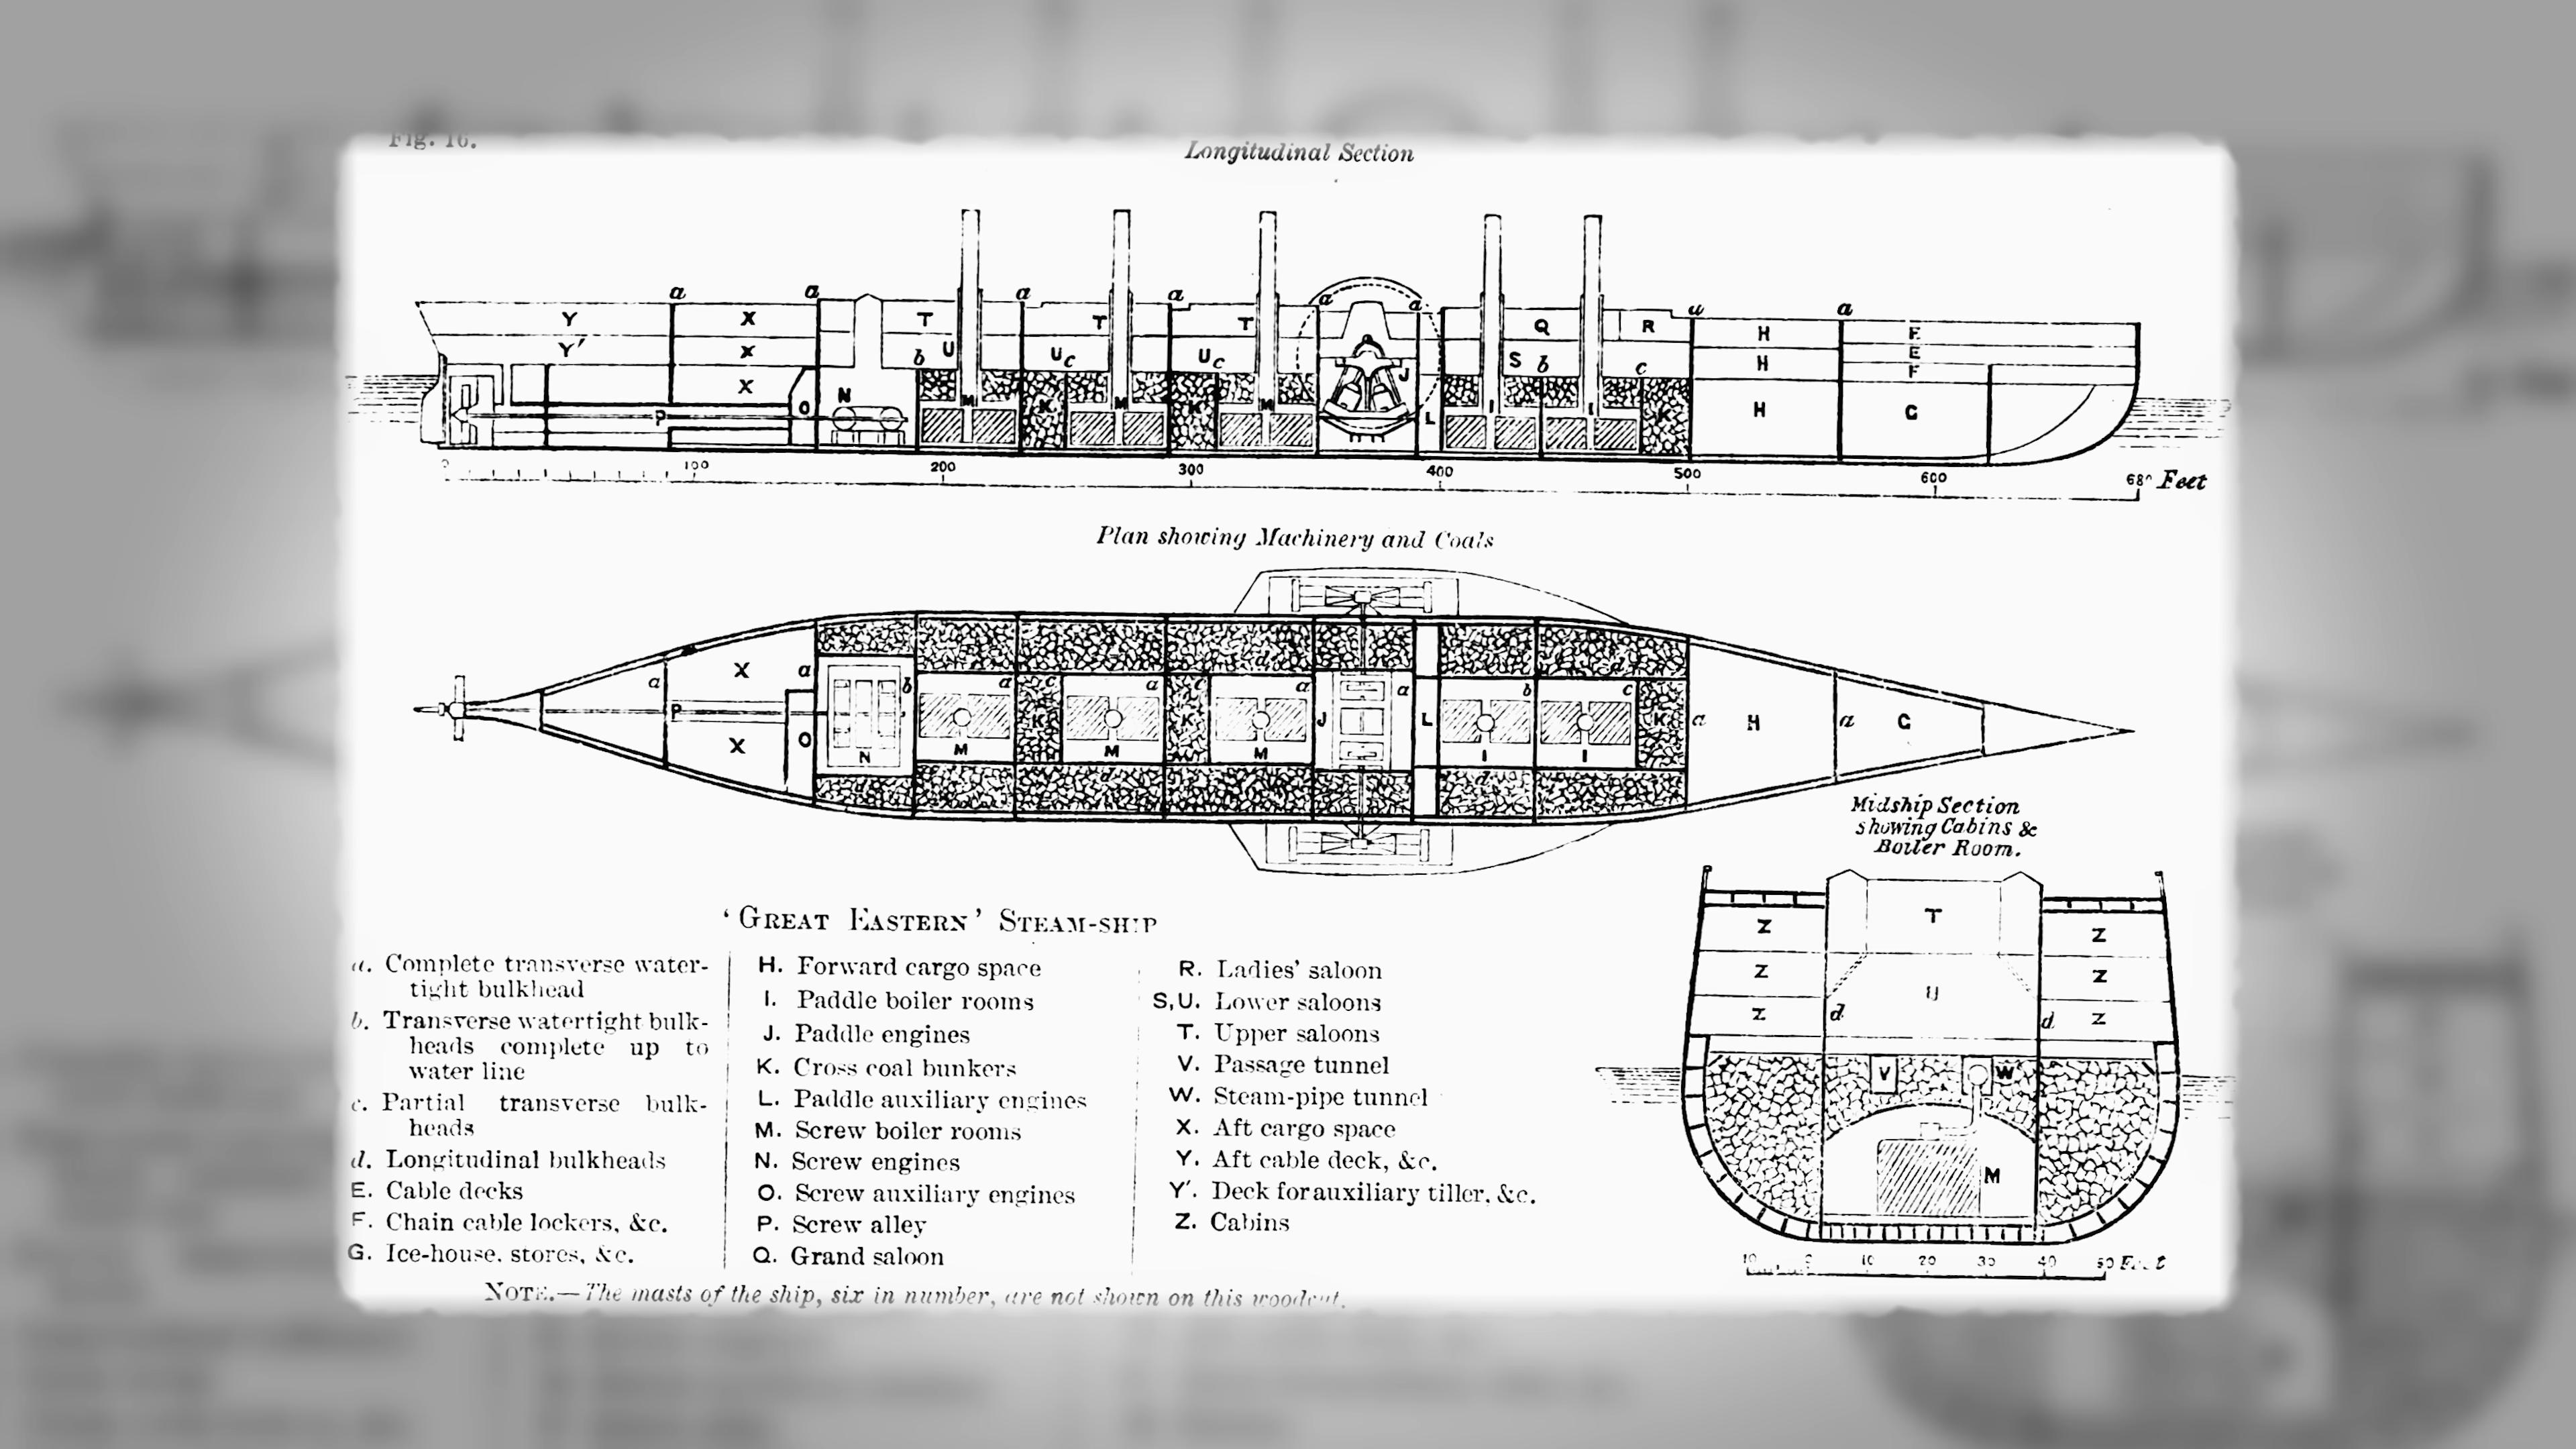 Fig. 16.
Longitudinal Section
a a a a a a a a
Y X T T T Q R H E
Y' X b U U c U c S b c H E
X J H F
P O N M K M K M L I I K H G
0 100 200 300 400 500 600 680 Feet
Plan showing Machinery and Coals
d d
X a b a c a c a a b c
a P K K J L K a H a G
X O N M M M I I
d d
Midship Section
showing Cabins &
Boiler Room.
Z T Z
Z U Z
Z d d Z
V W
M
10 0 10 20 30 40 50 Feet
‘GREAT EASTERN’ STEAM-SHIP
a. Complete transverse water-
tight bulkhead
b. Transverse watertight bulk-
heads complete up to
water line
c. Partial transverse bulk-
heads
d. Longitudinal bulkheads
E. Cable decks
F. Chain cable lockers, &c.
G. Ice-house, stores, &c.
H. Forward cargo space
I. Paddle boiler rooms
J. Paddle engines
K. Cross coal bunkers
L. Paddle auxiliary engines
M. Screw boiler rooms
N. Screw engines
O. Screw auxiliary engines
P. Screw alley
Q. Grand saloon
R. Ladies' saloon
S,U. Lower saloons
T. Upper saloons
V. Passage tunnel
W. Steam-pipe tunnel
X. Aft cargo space
Y. Aft cable deck, &c.
Y'. Deck for auxiliary tiller, &c.
Z. Cabins
NOTE.—The masts of the ship, six in number, are not shown on this woodcut.